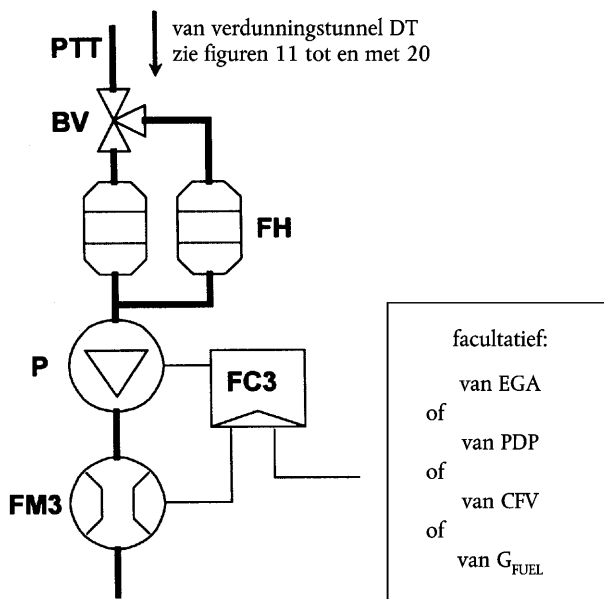 van verdunningstunnel DT
zie figuren 11 tot en met 20
PTT
BV
FH
P
FC3
FM3
facultatief:
van EGA
of
van PDP
of
van CFV
of
van G_FUEL